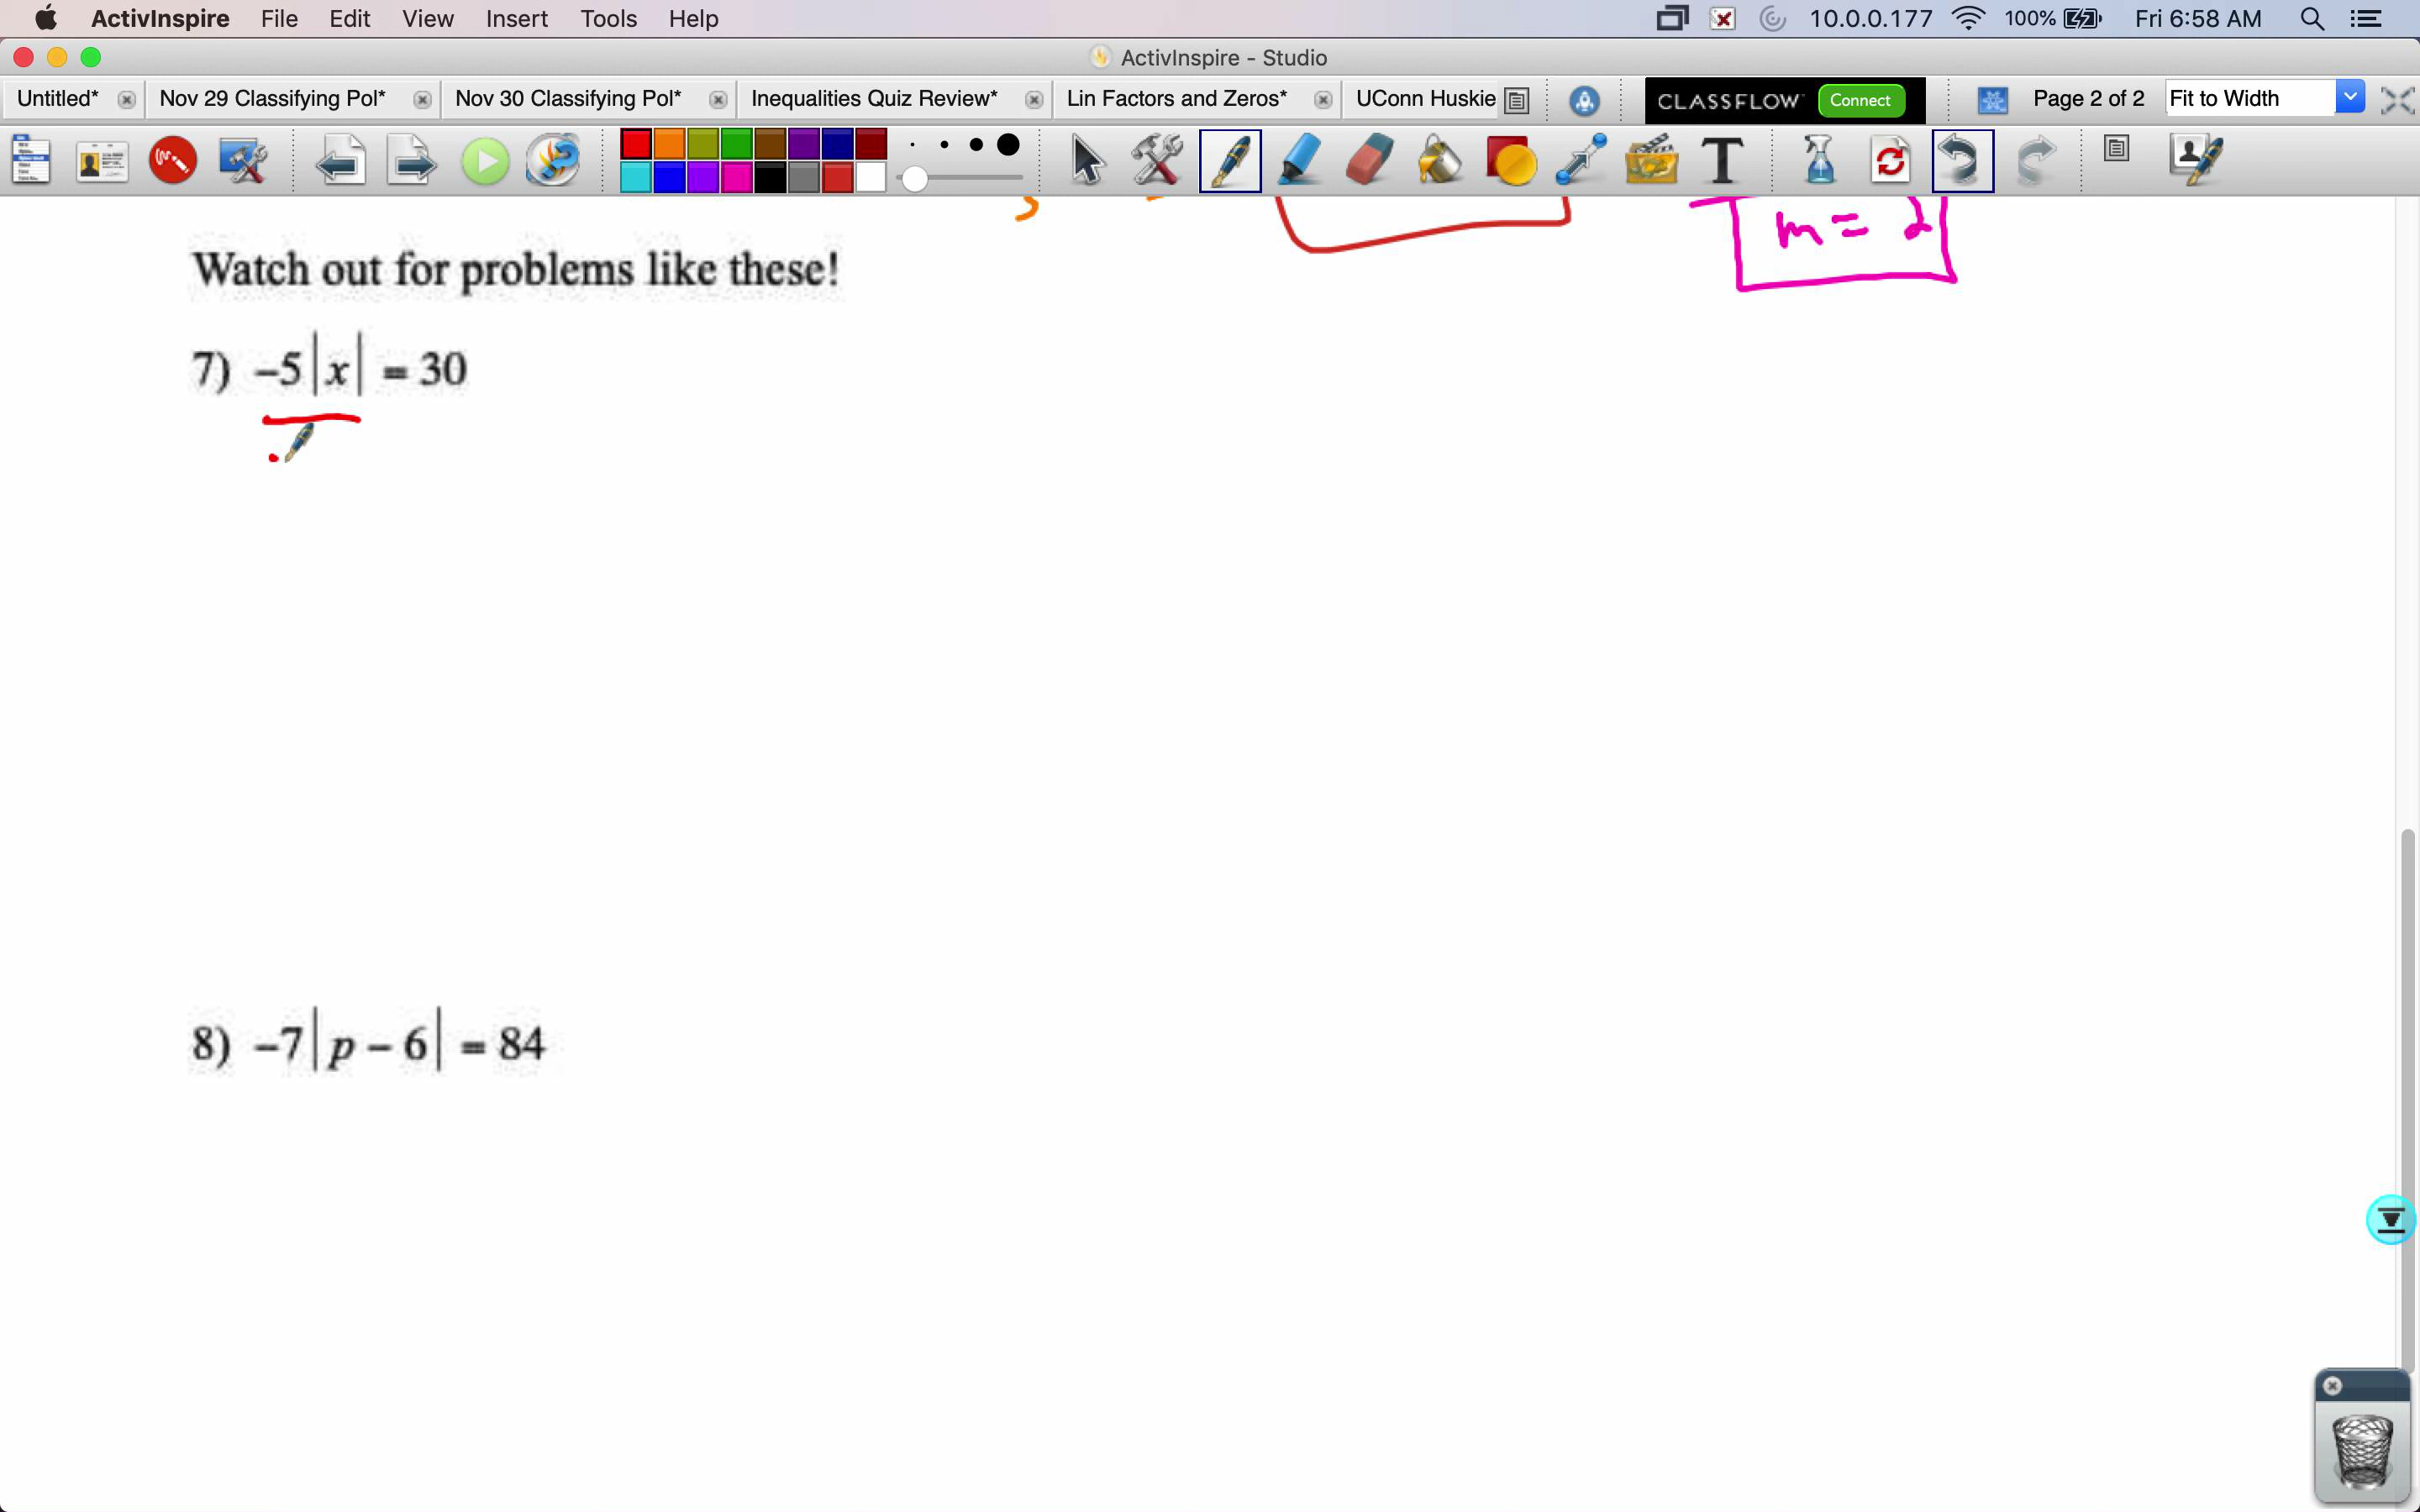 ActivInspire File Edit View Insert Tools Help 10.0.0.177 100% Fri 6:58 AM
ActivInspire - Studio
Untitled* Nov 29 Classifying Pol* Nov 30 Classifying Pol* Inequalities Quiz Review* Lin Factors and Zeros* UConn Huskie CLASSFLOW Connect Page 2 of 2 Fit to Width
T
m =
Watch out for problems like these!
7) -5|x| = 30
8) -7|p - 6| = 84